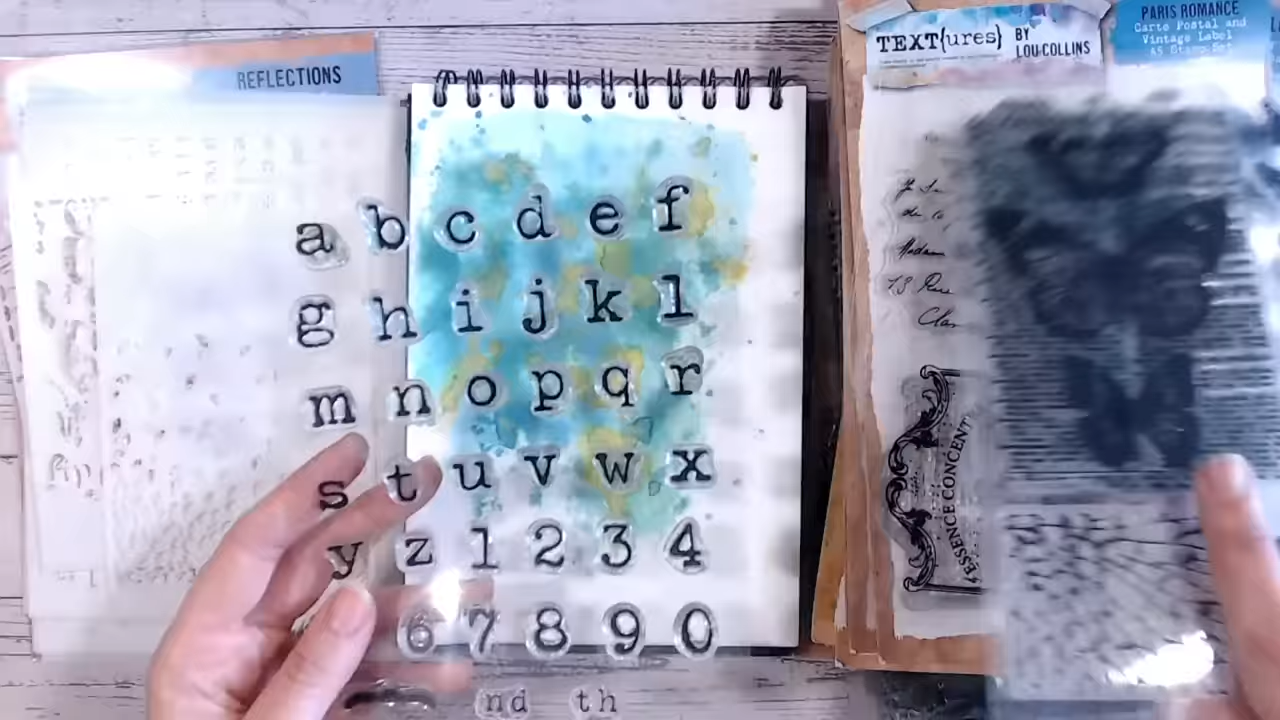 REFLECTIONS
TEXT{ures} BY
LOU COLLINS
PARIS ROMANCE
Carte Postal and
Vintage Label
A5 Stamp Set
a b c d e f
g h i j k l
m n o p q r
s t u v w x
y z 1 2 3 4
6 7 8 9 0
nd th
ESSENCE CONCENT